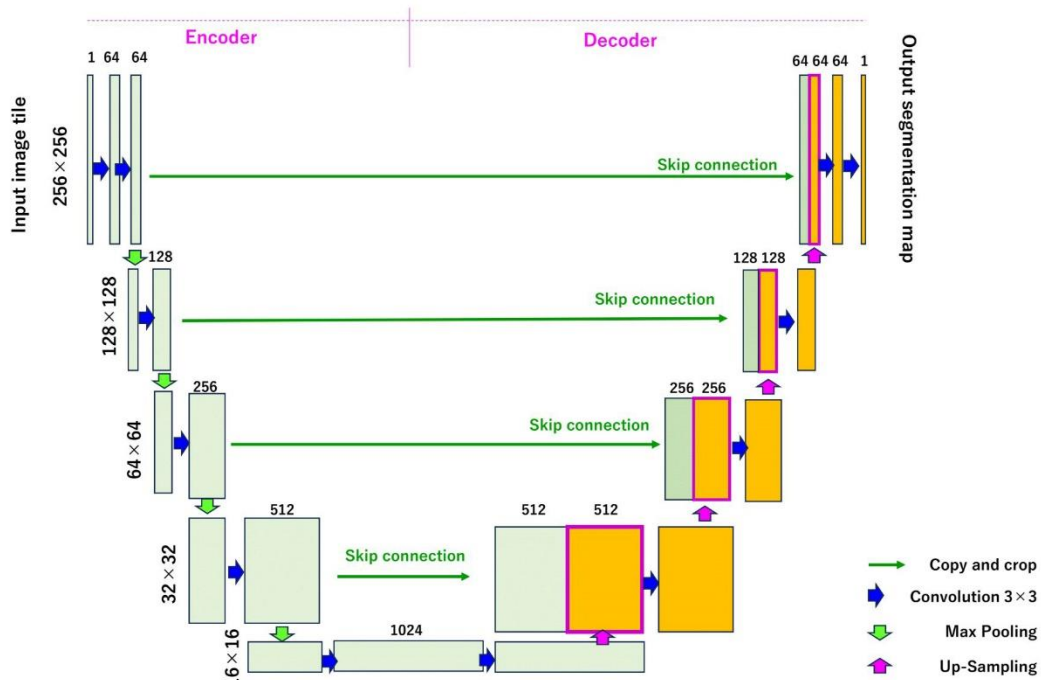 Encoder
Decoder
Input image tile
256×256
1 64 64
Skip connection
64 64 64 1
Output segmentation map
128×128
128
Skip connection
128 128
64×64
256
Skip connection
256 256
32×32
512
Skip connection
512 512
6×16
1024
Copy and crop
Convolution 3×3
Max Pooling
Up-Sampling